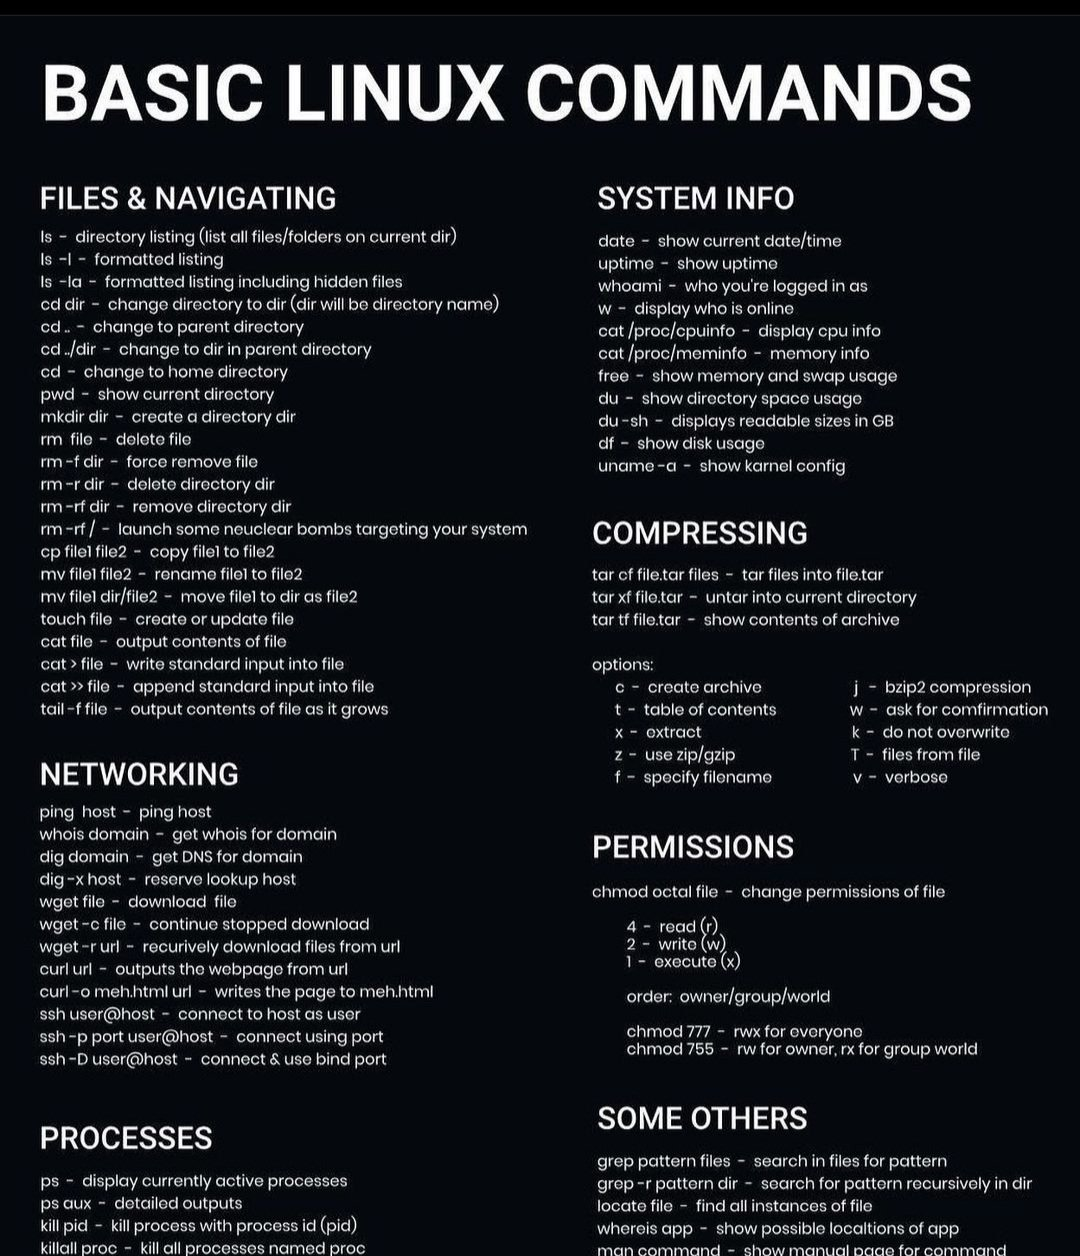 BASIC LINUX COMMANDS
FILES & NAVIGATING
ls - directory listing (list all files/folders on current dir)
ls -l - formatted listing
ls -la - formatted listing including hidden files
cd dir - change directory to dir (dir will be directory name)
cd .. - change to parent directory
cd ../dir - change to dir in parent directory
cd - change to home directory
pwd - show current directory
mkdir dir - create a directory dir
rm file - delete file
rm -f dir - force remove file
rm -r dir - delete directory dir
rm -rf dir - remove directory dir
rm -rf / - launch some neuclear bombs targeting your system
cp file1 file2 - copy file1 to file2
mv file1 file2 - rename file1 to file2
mv file1 dir/file2 - move file1 to dir as file2
touch file - create or update file
cat file - output contents of file
cat > file - write standard input into file
cat >> file - append standard input into file
tail -f file - output contents of file as it grows
NETWORKING
ping host - ping host
whois domain - get whois for domain
dig domain - get DNS for domain
dig -x host - reserve lookup host
wget file - download file
wget -c file - continue stopped download
wget -r url - recurively download files from url
curl url - outputs the webpage from url
curl -o meh.html url - writes the page to meh.html
ssh user@host - connect to host as user
ssh -p port user@host - connect using port
ssh -D user@host - connect & use bind port
PROCESSES
ps - display currently active processes
ps aux - detailed outputs
kill pid - kill process with process id (pid)
killall proc - kill all processes named proc
SYSTEM INFO
date - show current date/time
uptime - show uptime
whoami - who you're logged in as
w - display who is online
cat /proc/cpuinfo - display cpu info
cat /proc/meminfo - memory info
free - show memory and swap usage
du - show directory space usage
du -sh - displays readable sizes in GB
df - show disk usage
uname -a - show karnel config
COMPRESSING
tar cf file.tar files - tar files into file.tar
tar xf file.tar - untar into current directory
tar tf file.tar - show contents of archive
options:
c - create archive
t - table of contents
x - extract
z - use zip/gzip
f - specify filename
j - bzip2 compression
w - ask for comfirmation
k - do not overwrite
T - files from file
v - verbose
PERMISSIONS
chmod octal file - change permissions of file
4 - read (r)
2 - write (w)
1 - execute (x)
order: owner/group/world
chmod 777 - rwx for everyone
chmod 755 - rw for owner, rx for group world
SOME OTHERS
grep pattern files - search in files for pattern
grep -r pattern dir - search for pattern recursively in dir
locate file - find all instances of file
whereis app - show possible localtions of app
man command - show manual page for command